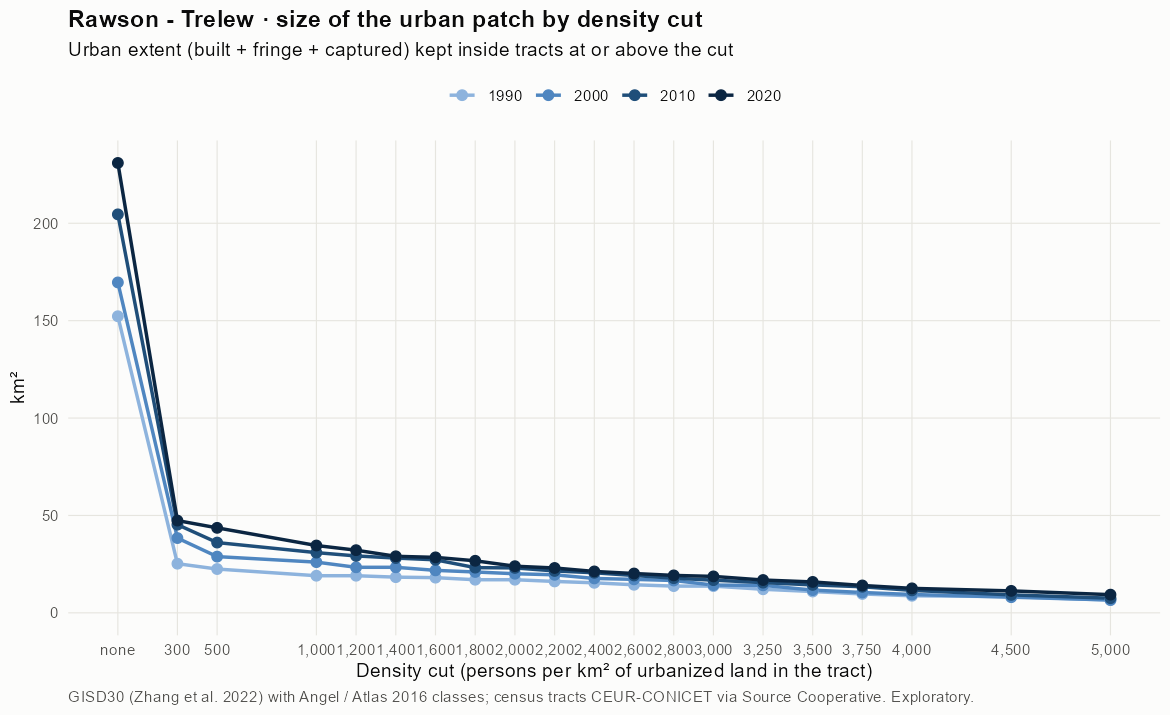 Rawson - Trelew · size of the urban patch by density cut
Urban extent (built + fringe + captured) kept inside tracts at or above the cut
1990 2000 2010 2020
200
150
100
50
0
km²
none 300 500 1,000 1,200 1,400 1,600 1,800 2,000 2,200 2,400 2,600 2,800 3,000 3,250 3,500 3,750 4,000 4,500 5,000
Density cut (persons per km² of urbanized land in the tract)
GISD30 (Zhang et al. 2022) with Angel / Atlas 2016 classes; census tracts CEUR-CONICET via Source Cooperative. Exploratory.